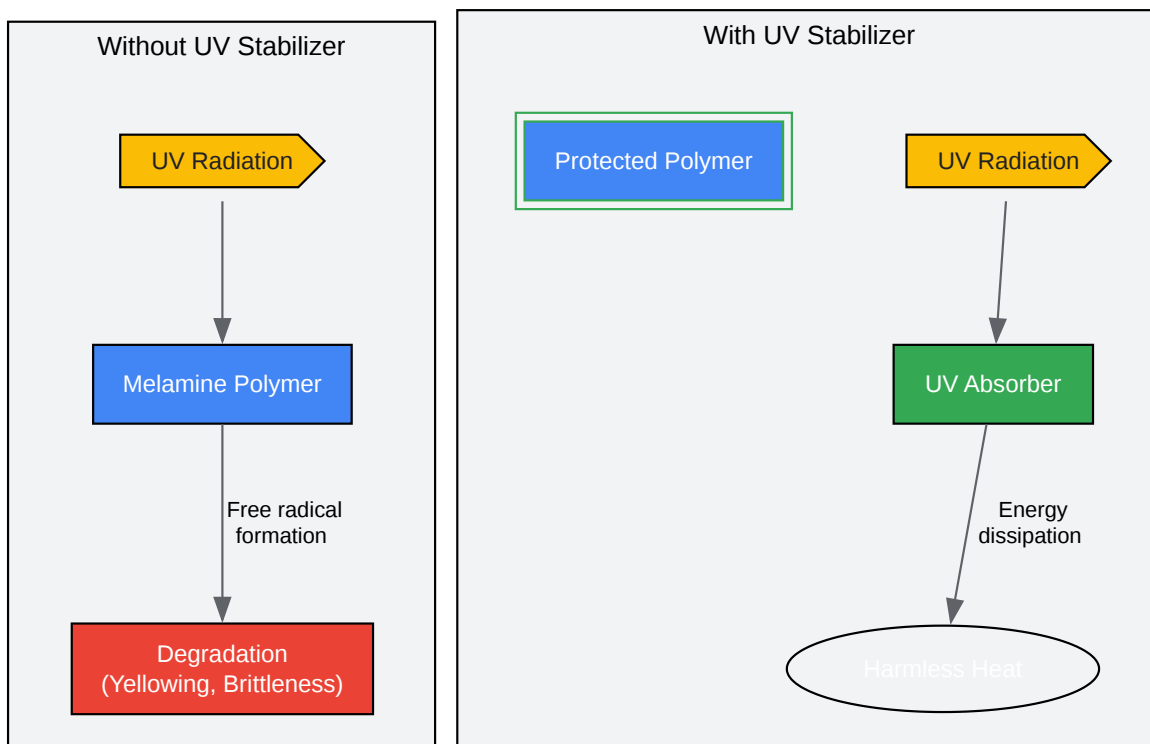 Without UV Stabilizer
UV Radiation
Melamine Polymer
Free radical
formation
Degradation
(Yellowing, Brittleness)
With UV Stabilizer
Protected Polymer
UV Radiation
UV Absorber
Energy
dissipation
Harmless Heat